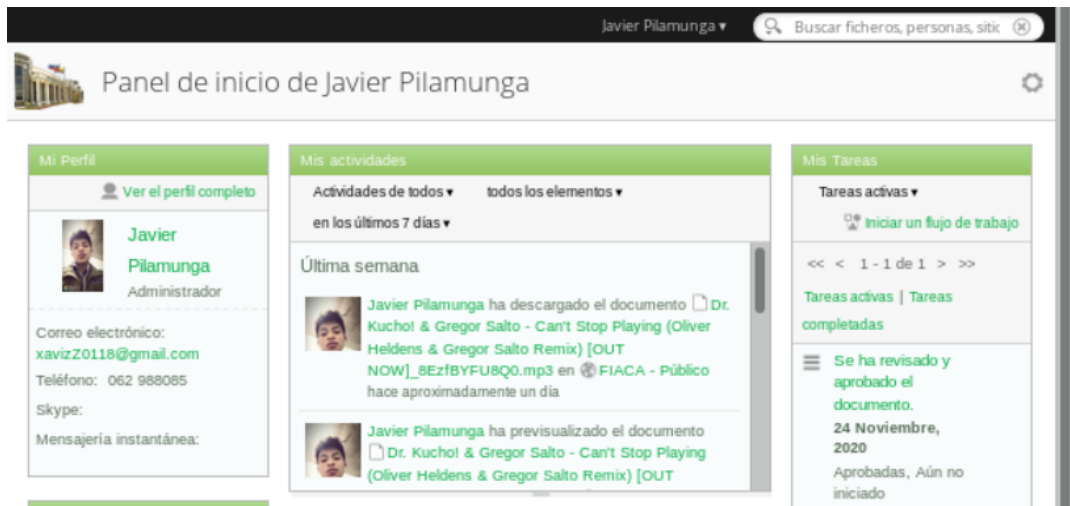 Javier Pilamunga ▾
Buscar ficheros, personas, sitic
Panel de inicio de Javier Pilamunga
Mi Perfil
Ver el perfil completo
Javier
Pilamunga
Administrador
Correo electrónico:
xavizZ0118@gmail.com
Teléfono: 062 988085
Skype:
Mensajería instantánea:
Mis actividades
Actividades de todos ▾ todos los elementos ▾
en los últimos 7 días ▾
Última semana
Javier Pilamunga ha descargado el documento Dr.
Kucho! & Gregor Salto - Can't Stop Playing (Oliver
Heldens & Gregor Salto Remix) [OUT
NOW]_8EzfBYFU8Q0.mp3 en FIACA - Público
hace aproximadamente un día
Javier Pilamunga ha previsualizado el documento
Dr. Kucho! & Gregor Salto - Can't Stop Playing
(Oliver Heldens & Gregor Salto Remix) [OUT
Mis Tareas
Tareas activas ▾
Iniciar un flujo de trabajo
<< < 1 - 1 de 1 > >>
Tareas activas | Tareas
completadas
Se ha revisado y
aprobado el
documento.
24 Noviembre,
2020
Aprobadas, Aún no
iniciado